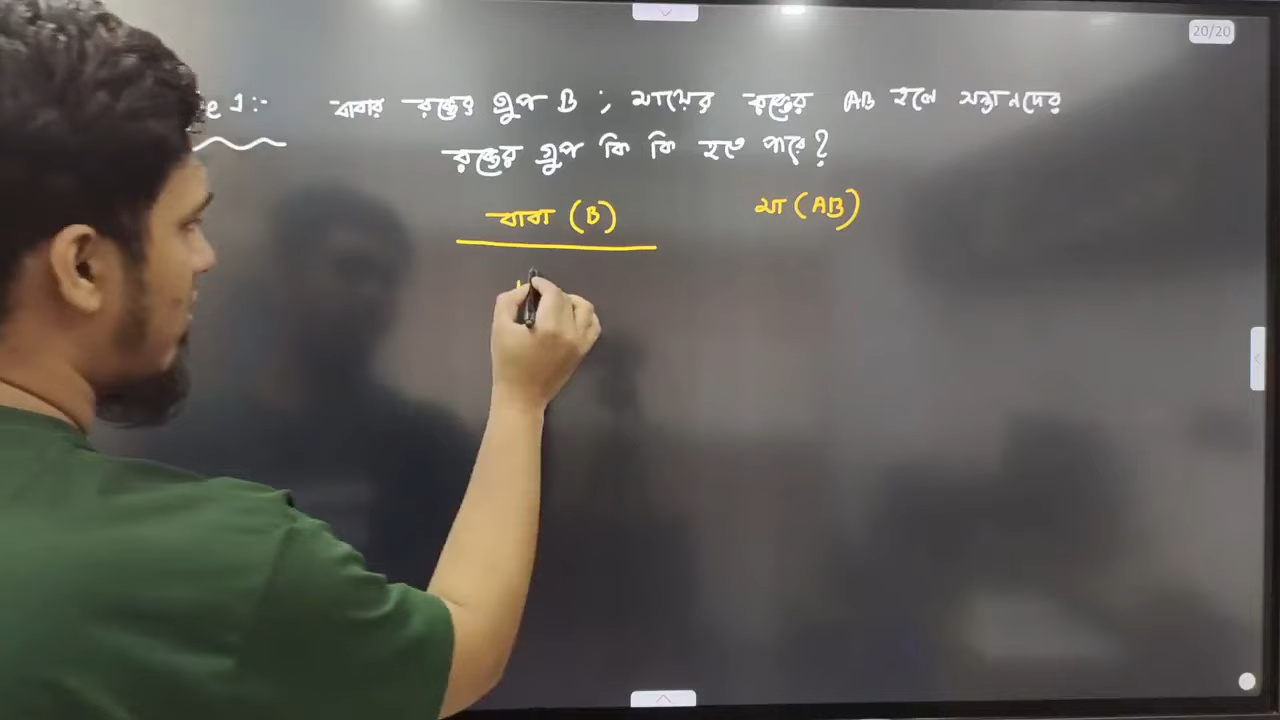 20/20
e 1:- বাবার রক্তের গ্রুপ B ; মায়ের রক্তের AB হলে সন্তানদের
রক্তের গ্রুপ কি কি হতে পারে?
বাবা (B) মা (AB)